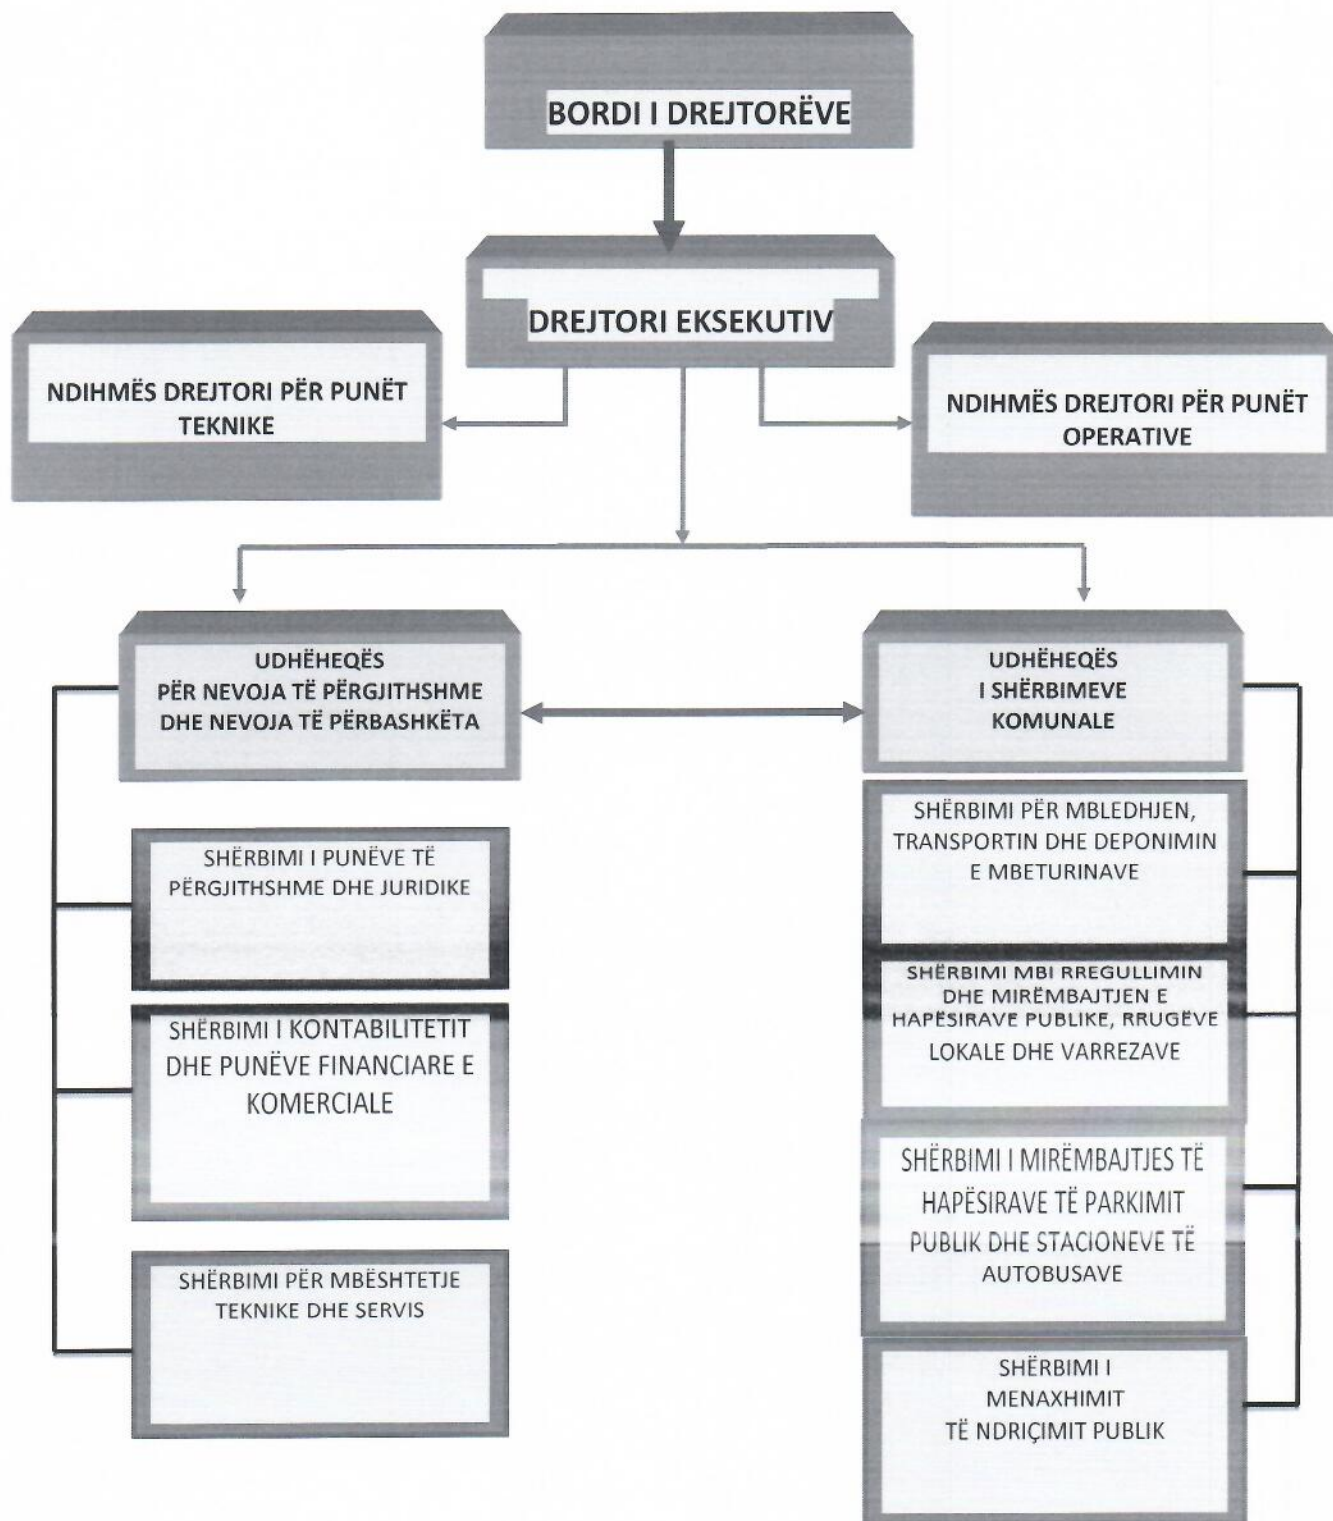 BORDI I DREJTORËVE
DREJTORI EKSEKUTIV
NDIHMËS DREJTORI PËR PUNËT
TEKNIKE
NDIHMËS DREJTORI PËR PUNËT
OPERATIVE
UDHËHEQËS
PËR NEVOJA TË PËRGJITHSHME
DHE NEVOJA TË PËRBASHKËTA
UDHËHEQËS
I SHËRBIMEVE
KOMUNALE
SHËRBIMI I PUNËVE TË
PËRGJITHSHME DHE JURIDIKE
SHËRBIMI I KONTABILITETIT
DHE PUNËVE FINANCIARE E
KOMERCIALE
SHËRBIMI PËR MBËSHTETJE
TEKNIKE DHE SERVIS
SHËRBIMI PËR MBLEDHJEN,
TRANSPORTIN DHE DEPONIMIN
E MBETURINAVE
SHËRBIMI MBI RREGULLIMIN
DHE MIRËMBAJTJEN E
HAPËSIRAVE PUBLIKE, RRUGËVE
LOKALE DHE VARREZAVE
SHËRBIMI I MIRËMBAJTJES TË
HAPËSIRAVE TË PARKIMIT
PUBLIK DHE STACIONEVE TË
AUTOBUSAVE
SHËRBIMI I
MENAXHIMIT
TË NDRIÇIMIT PUBLIK